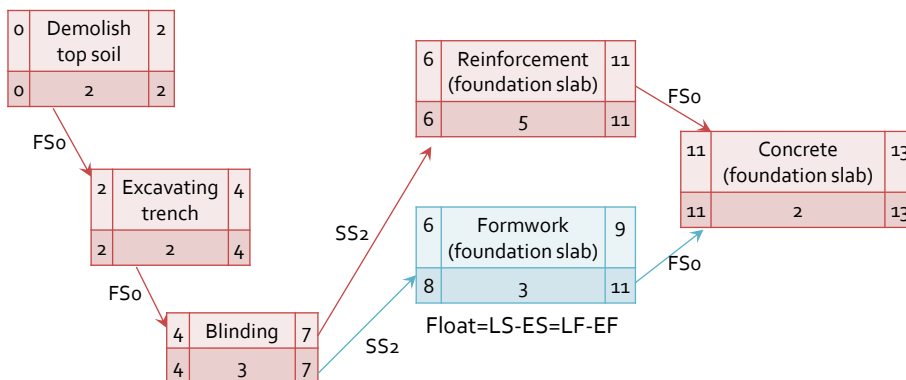 0 Demolish top soil 2
0 2 2
FS0
2 Excavating trench 4
2 2 4
FS0
4 Blinding 7
4 3 7
SS2
SS2
6 Reinforcement (foundation slab) 11
6 5 11
FS0
6 Formwork (foundation slab) 9
8 3 11
FS0
Float=LS-ES=LF-EF
11 Concrete (foundation slab) 13
11 2 13